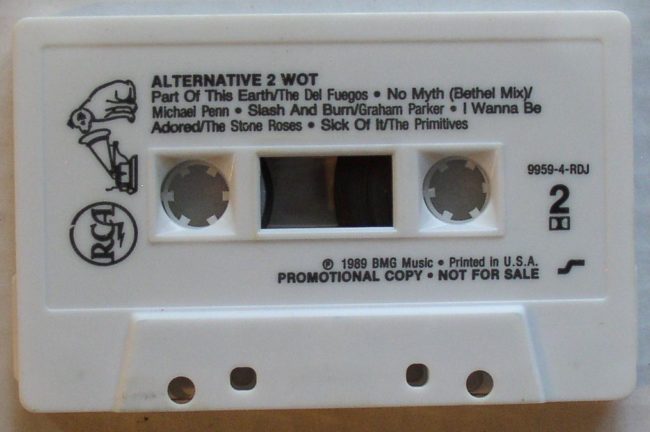 ALTERNATIVE 2 WOT
Part Of This Earth/The Del Fuegos • No Myth (Bethel Mix)/
Michael Penn • Slash And Burn/Graham Parker • I Wanna Be
Adored/The Stone Roses • Sick Of It/The Primitives
9959-4-RDJ
2
RCA
℗ 1989 BMG Music • Printed in U.S.A.
PROMOTIONAL COPY • NOT FOR SALE